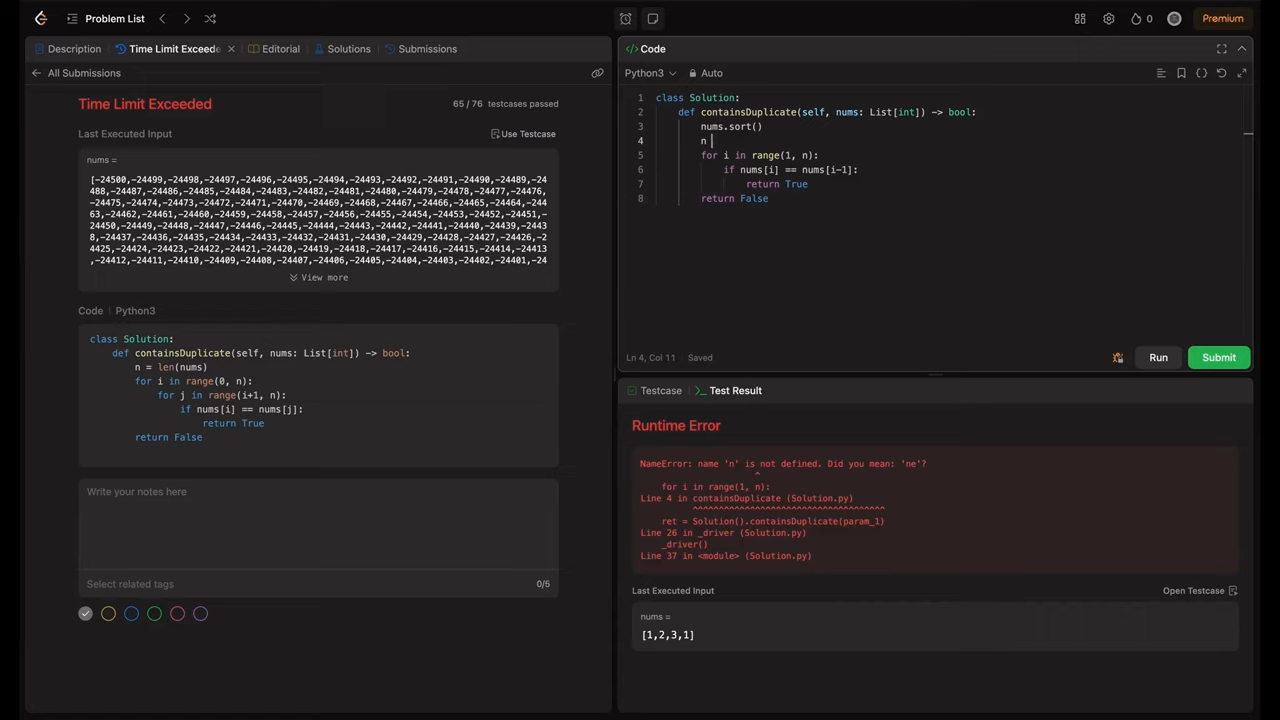 Problem List
0
Premium
Description
Time Limit Exceede
Editorial
Solutions
Submissions
All Submissions
Time Limit Exceeded
65 / 76 testcases passed
Last Executed Input
Use Testcase
nums =
[-24500,-24499,-24498,-24497,-24496,-24495,-24494,-24493,-24492,-24491,-24490,-24489,-24
488,-24487,-24486,-24485,-24484,-24483,-24482,-24481,-24480,-24479,-24478,-24477,-24476,
-24475,-24474,-24473,-24472,-24471,-24470,-24469,-24468,-24467,-24466,-24465,-24464,-244
63,-24462,-24461,-24460,-24459,-24458,-24457,-24456,-24455,-24454,-24453,-24452,-24451,-
24450,-24449,-24448,-24447,-24446,-24445,-24444,-24443,-24442,-24441,-24440,-24439,-2443
8,-24437,-24436,-24435,-24434,-24433,-24432,-24431,-24430,-24429,-24428,-24427,-24426,-2
4425,-24424,-24423,-24422,-24421,-24420,-24419,-24418,-24417,-24416,-24415,-24414,-24413
,-24412,-24411,-24410,-24409,-24408,-24407,-24406,-24405,-24404,-24403,-24402,-24401,-24
View more
Code | Python3
class Solution:
def containsDuplicate(self, nums: List[int]) -> bool:
n = len(nums)
for i in range(0, n):
for j in range(i+1, n):
if nums[i] == nums[j]:
return True
return False
Write your notes here
Select related tags
0/5
</> Code
Python3
Auto
1 class Solution:
2 def containsDuplicate(self, nums: List[int]) -> bool:
3 nums.sort()
4 n
5 for i in range(1, n):
6 if nums[i] == nums[i-1]:
7 return True
8 return False
Ln 4, Col 11
Saved
Run
Submit
Testcase
>_ Test Result
Runtime Error
NameError: name 'n' is not defined. Did you mean: 'ne'?
^
for i in range(1, n):
Line 4 in containsDuplicate (Solution.py)
^^^^^^^^^^^^^^^^^^^^^^^^^^^^^^^^^^
ret = Solution().containsDuplicate(param_1)
Line 26 in _driver (Solution.py)
_driver()
Line 37 in <module> (Solution.py)
Last Executed Input
Open Testcase
nums =
[1,2,3,1]